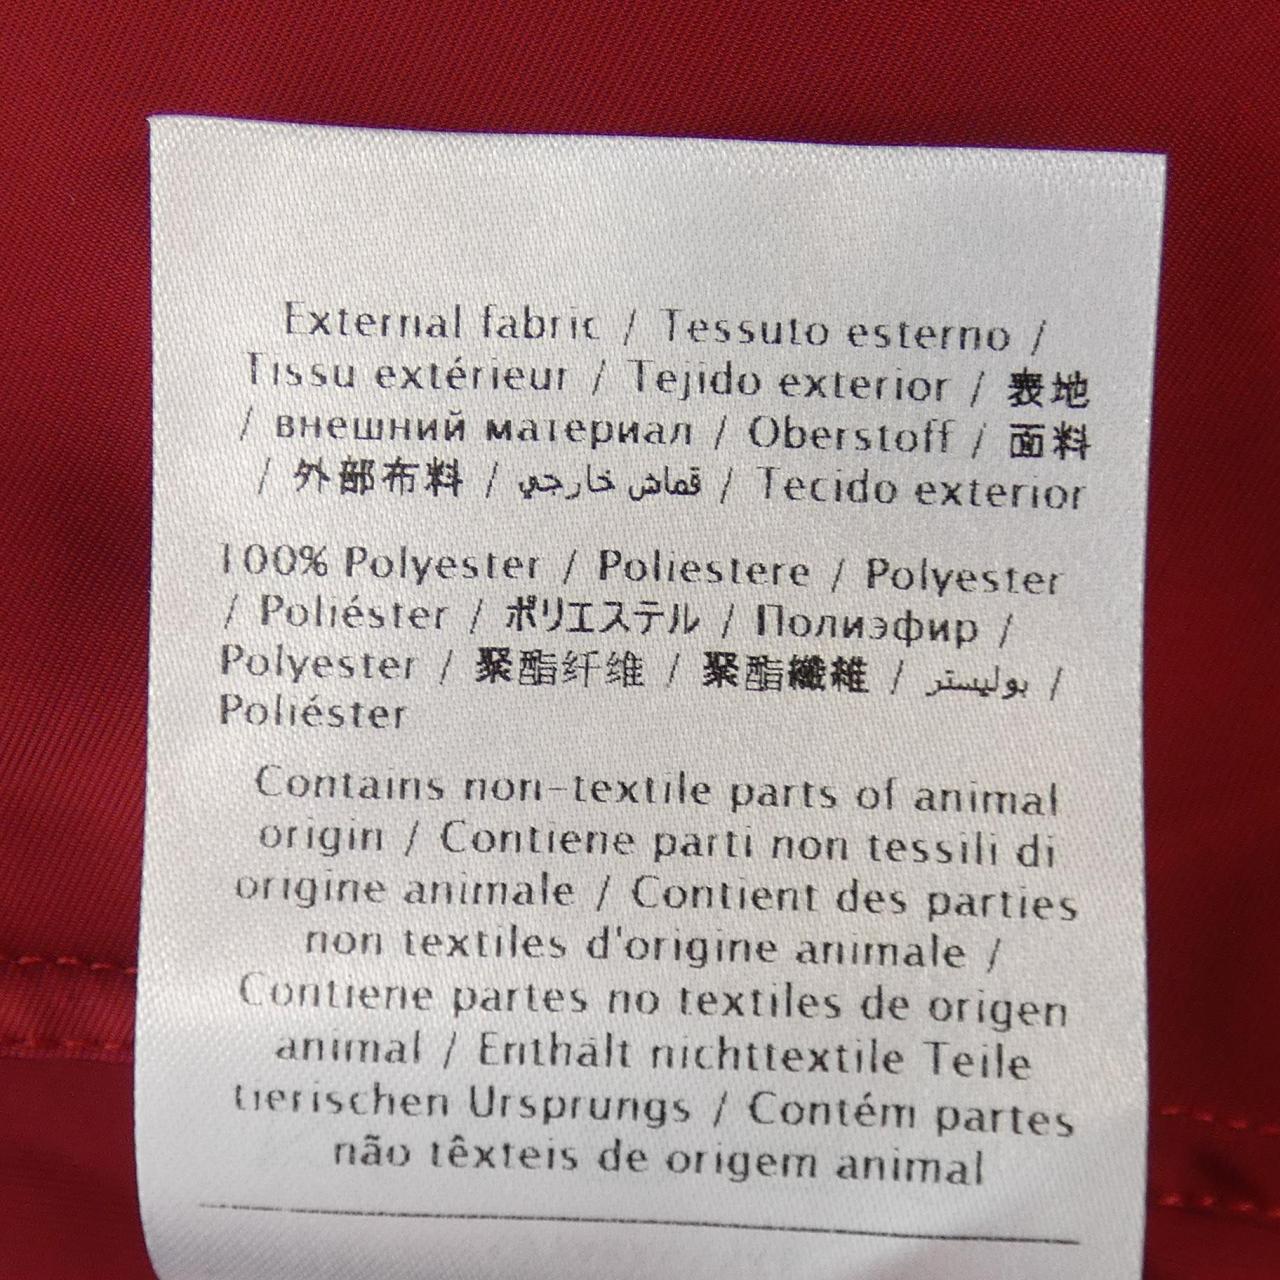 External fabric / Tessuto esterno /
Tissu extérieur / Tejido exterior / 表地
/ внешний материал / Oberstoff / 面料
/ 外部布料 / قماش خارجي / Tecido exterior
100% Polyester / Poliestere / Polyester
/ Poliéster / ポリエステル / Полиэфир /
Polyester / 聚酯纤维 / 聚酯纖維 / بوليستر /
Poliéster
Contains non-textile parts of animal
origin / Contiene parti non tessili di
origine animale / Contient des parties
non textiles d'origine animale /
Contiene partes no textiles de origen
animal / Enthält nichttextile Teile
tierischen Ursprungs / Contém partes
não têxteis de origem animal